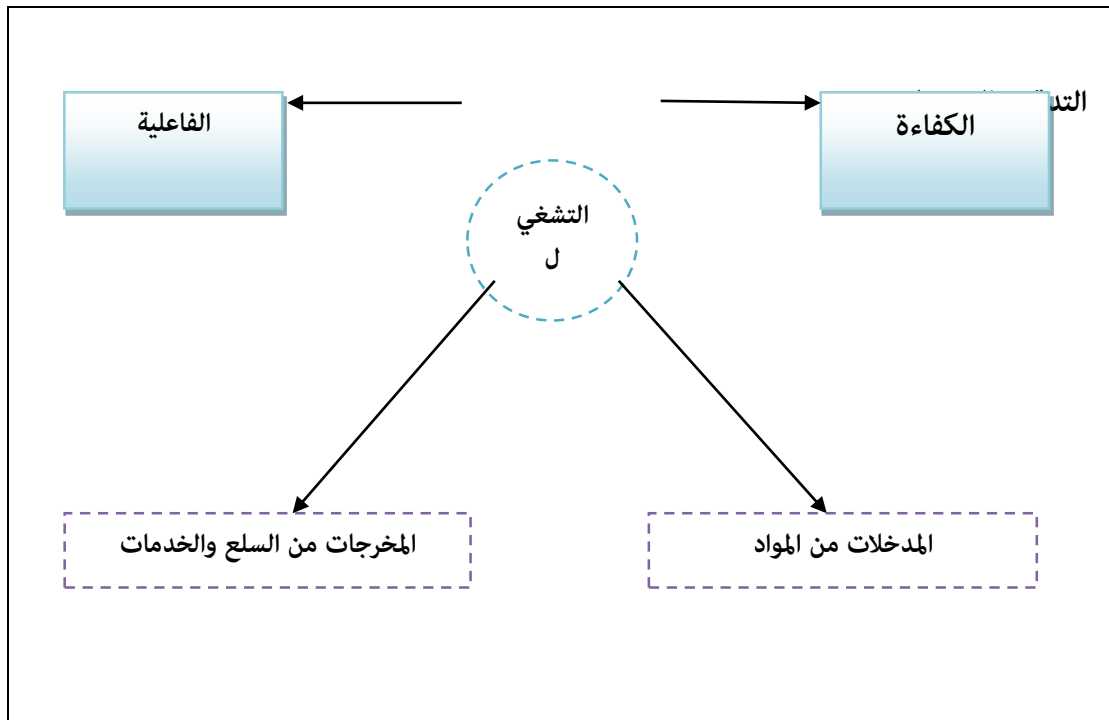 الكفاءة
الفاعلية
التشغي
ل
المدخلات من المواد
المخرجات من السلع والخدمات